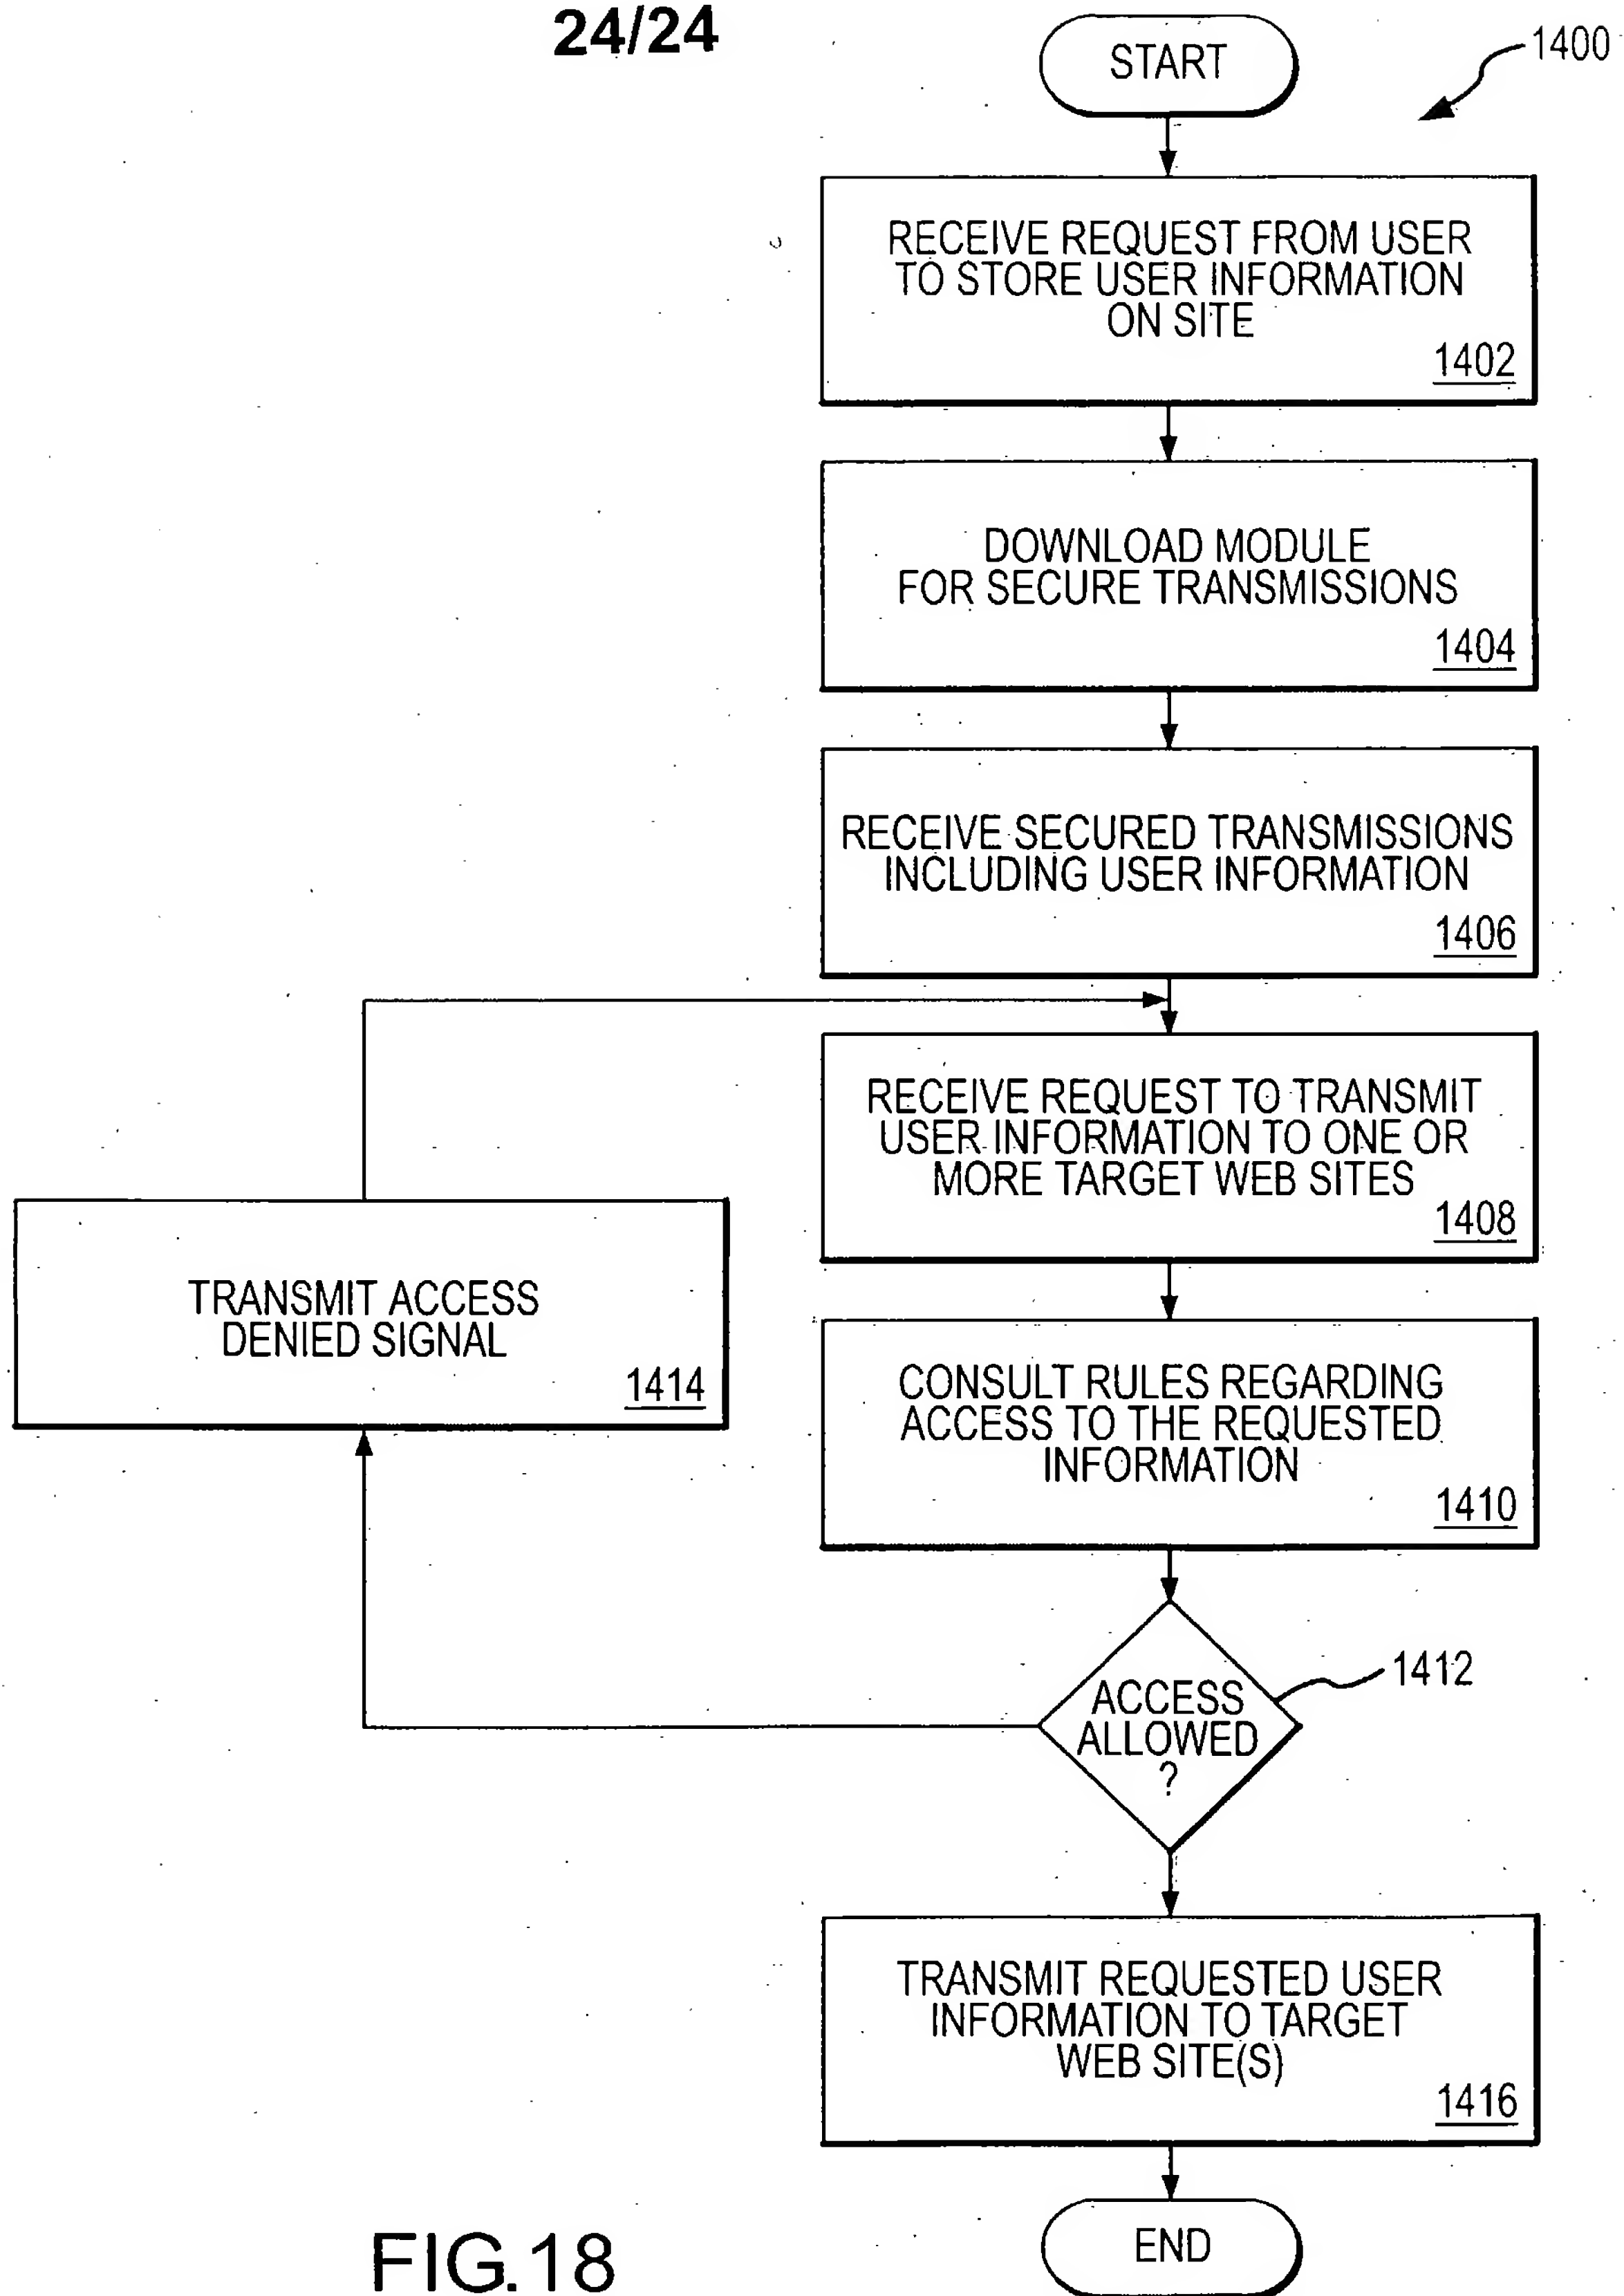 24/24
START
1400
RECEIVE REQUEST FROM USER
TO STORE USER INFORMATION
ON SITE
1402
DOWNLOAD MODULE
FOR SECURE TRANSMISSIONS
1404
RECEIVE SECURED TRANSMISSIONS
INCLUDING USER INFORMATION
1406
RECEIVE REQUEST TO TRANSMIT
USER INFORMATION TO ONE OR
MORE TARGET WEB SITES
1408
TRANSMIT ACCESS
DENIED SIGNAL
1414
CONSULT RULES REGARDING
ACCESS TO THE REQUESTED
INFORMATION
1410
1412
ACCESS
ALLOWED
?
TRANSMIT REQUESTED USER
INFORMATION TO TARGET
WEB SITE(S)
1416
END
FIG.18